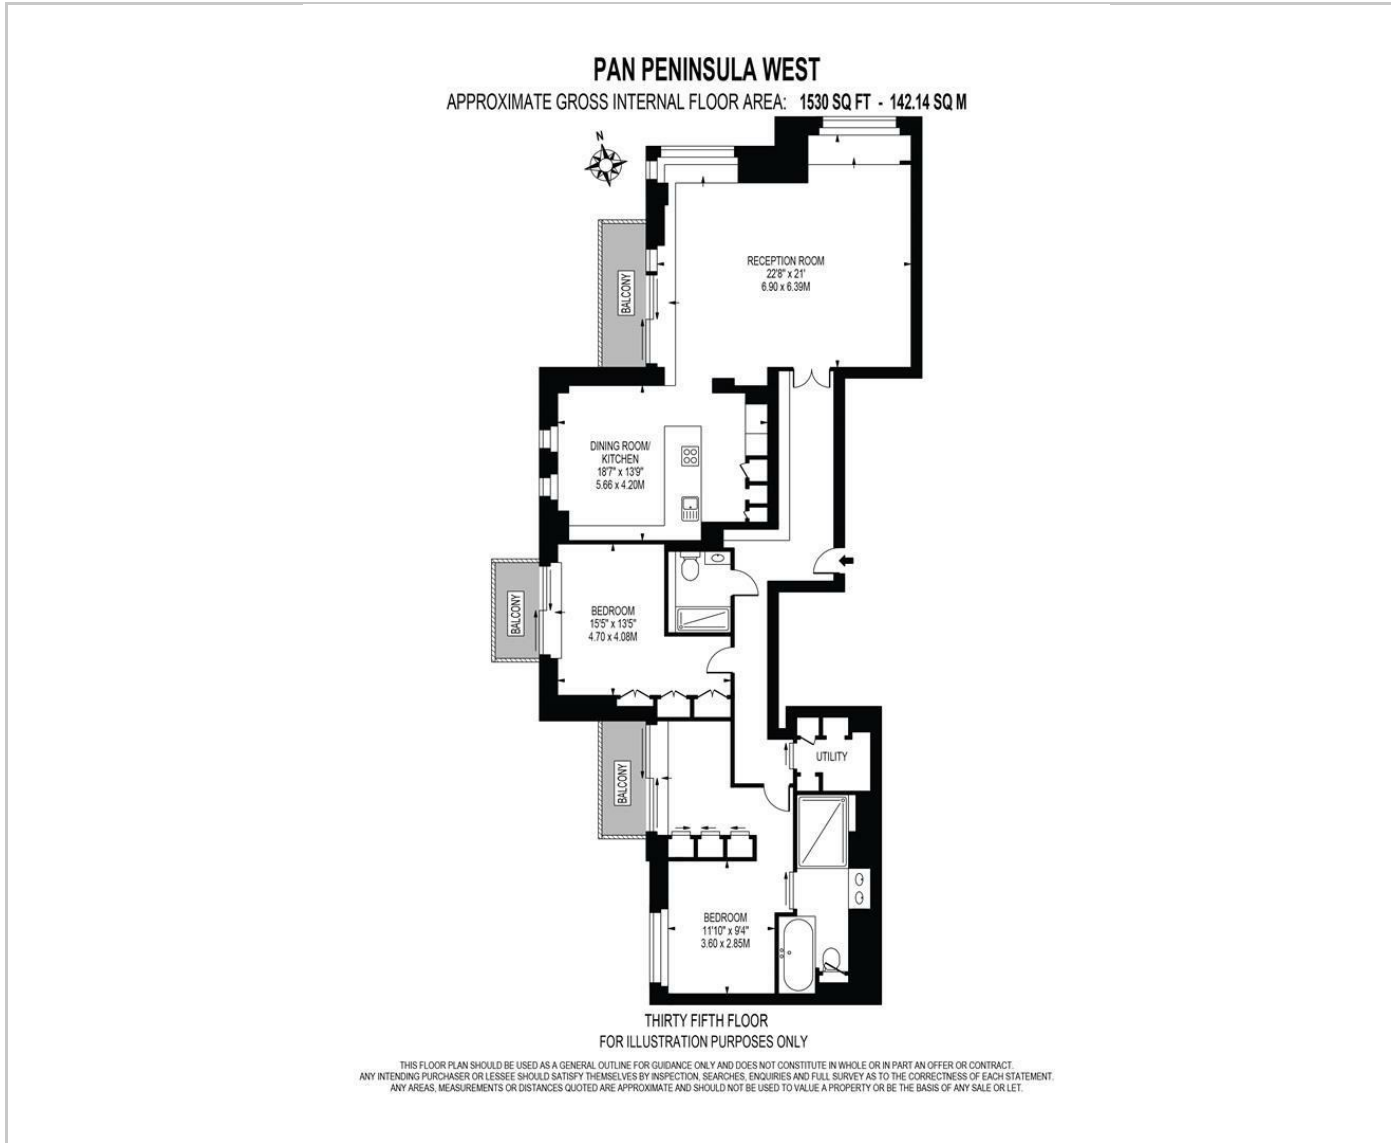 PAN PENINSULA WEST
APPROXIMATE GROSS INTERNAL FLOOR AREA: 1530 SQ FT - 142.14 SQ M
N
RECEPTION ROOM
22'8" x 21'
6.90 x 6.39M
BALCONY
DINING ROOM/
KITCHEN
18'7" x 13'9"
5.66 x 4.20M
BALCONY
BEDROOM
15'5" x 13'5"
4.70 x 4.08M
UTILITY
BALCONY
BEDROOM
11'10" x 9'4"
3.60 x 2.85M
THIRTY FIFTH FLOOR
FOR ILLUSTRATION PURPOSES ONLY
THIS FLOOR PLAN SHOULD BE USED AS A GENERAL OUTLINE FOR GUIDANCE ONLY AND DOES NOT CONSTITUTE IN WHOLE OR IN PART AN OFFER OR CONTRACT.
ANY INTENDING PURCHASER OR LESSEE SHOULD SATISFY THEMSELVES BY INSPECTION, SEARCHES, ENQUIRIES AND FULL SURVEY AS TO THE CORRECTNESS OF EACH STATEMENT.
ANY AREAS, MEASUREMENTS OR DISTANCES QUOTED ARE APPROXIMATE AND SHOULD NOT BE USED TO VALUE A PROPERTY OR BE THE BASIS OF ANY SALE OR LET.